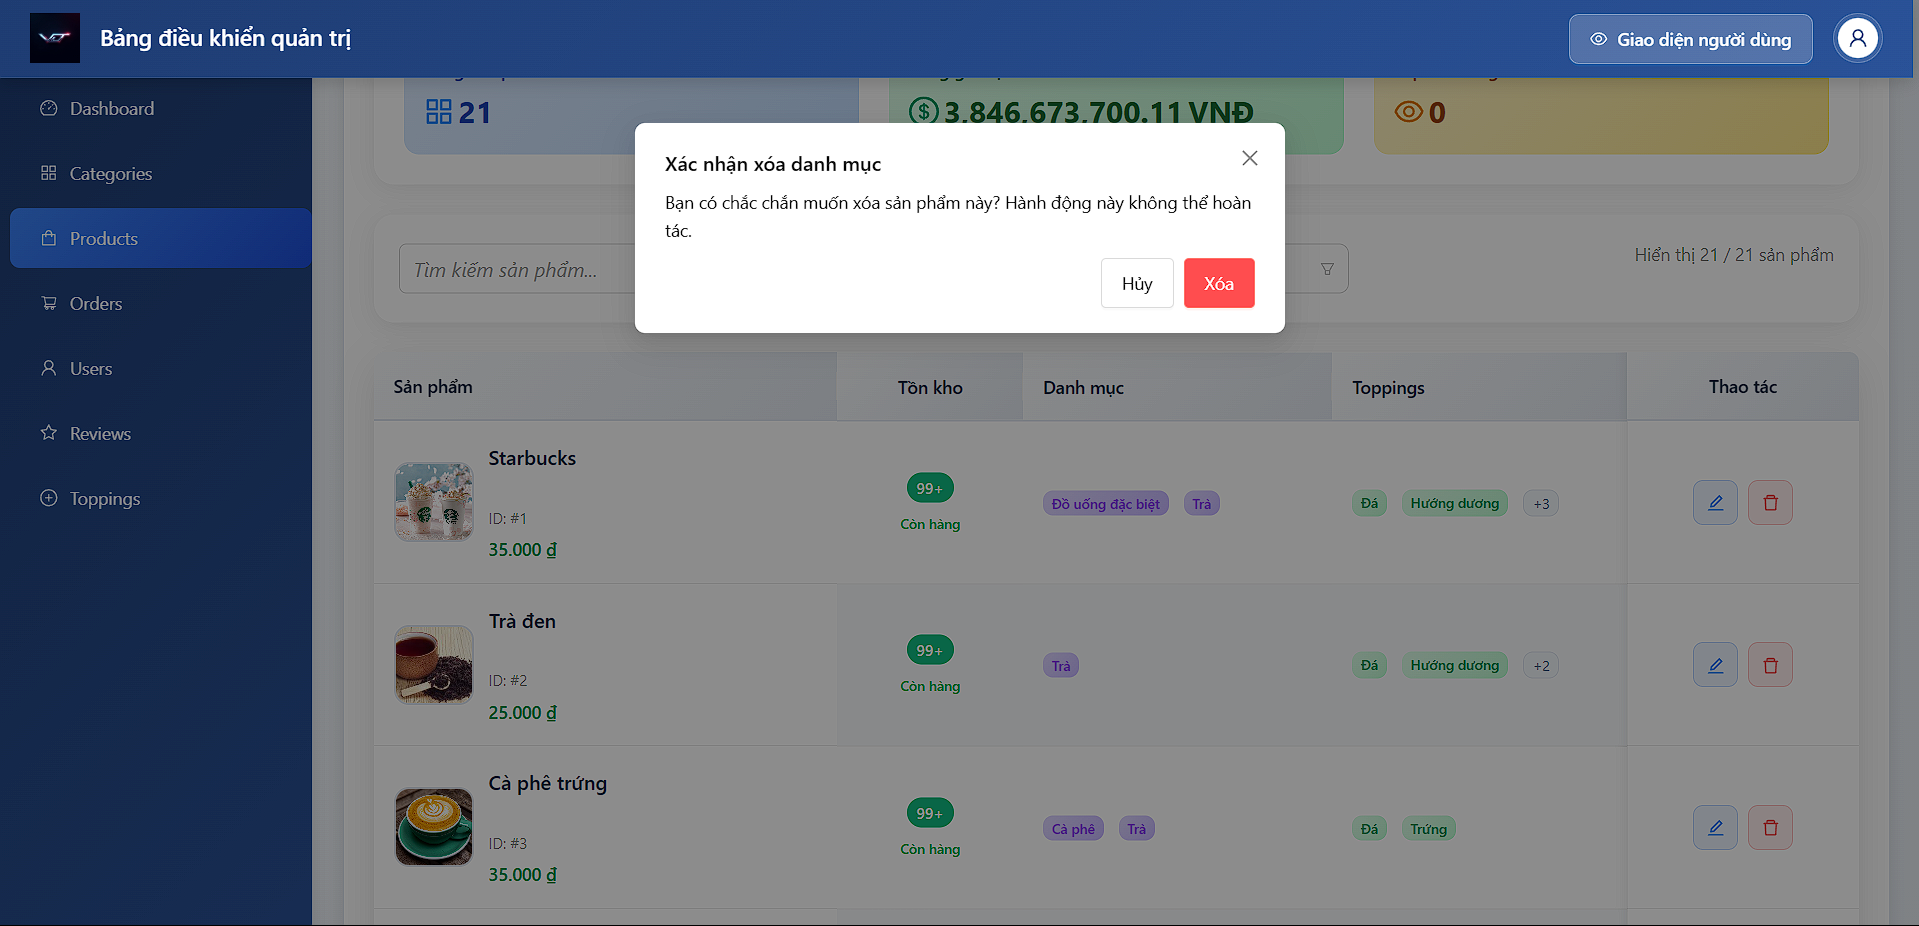 Bảng điều khiển quản trị
Giao diện người dùng
Dashboard
Categories
Products
Orders
Users
Reviews
Toppings
21
3,846,673,700.11 VNĐ
0
Xác nhận xóa danh mục
Bạn có chắc chắn muốn xóa sản phẩm này? Hành động này không thể hoàn
tác.
Hủy
Xóa
Tìm kiếm sản phẩm...
Hiển thị 21 / 21 sản phẩm
Sản phẩm Tồn kho Danh mục Toppings Thao tác
Starbucks
ID: #1
35.000 ₫
99+
Còn hàng
Đồ uống đặc biệt Trà
Đá Hướng dương +3
Trà đen
ID: #2
25.000 ₫
99+
Còn hàng
Trà
Đá Hướng dương +2
Cà phê trứng
ID: #3
35.000 ₫
99+
Còn hàng
Cà phê Trà
Đá Trứng